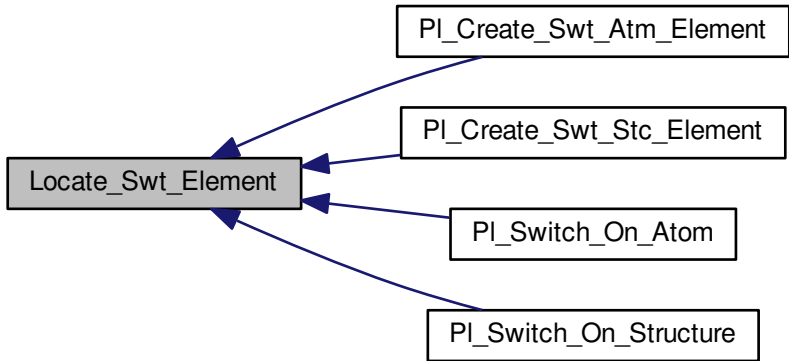 Pl_Create_Swt_Atm_Element
Pl_Create_Swt_Stc_Element
Locate_Swt_Element
Pl_Switch_On_Atom
Pl_Switch_On_Structure